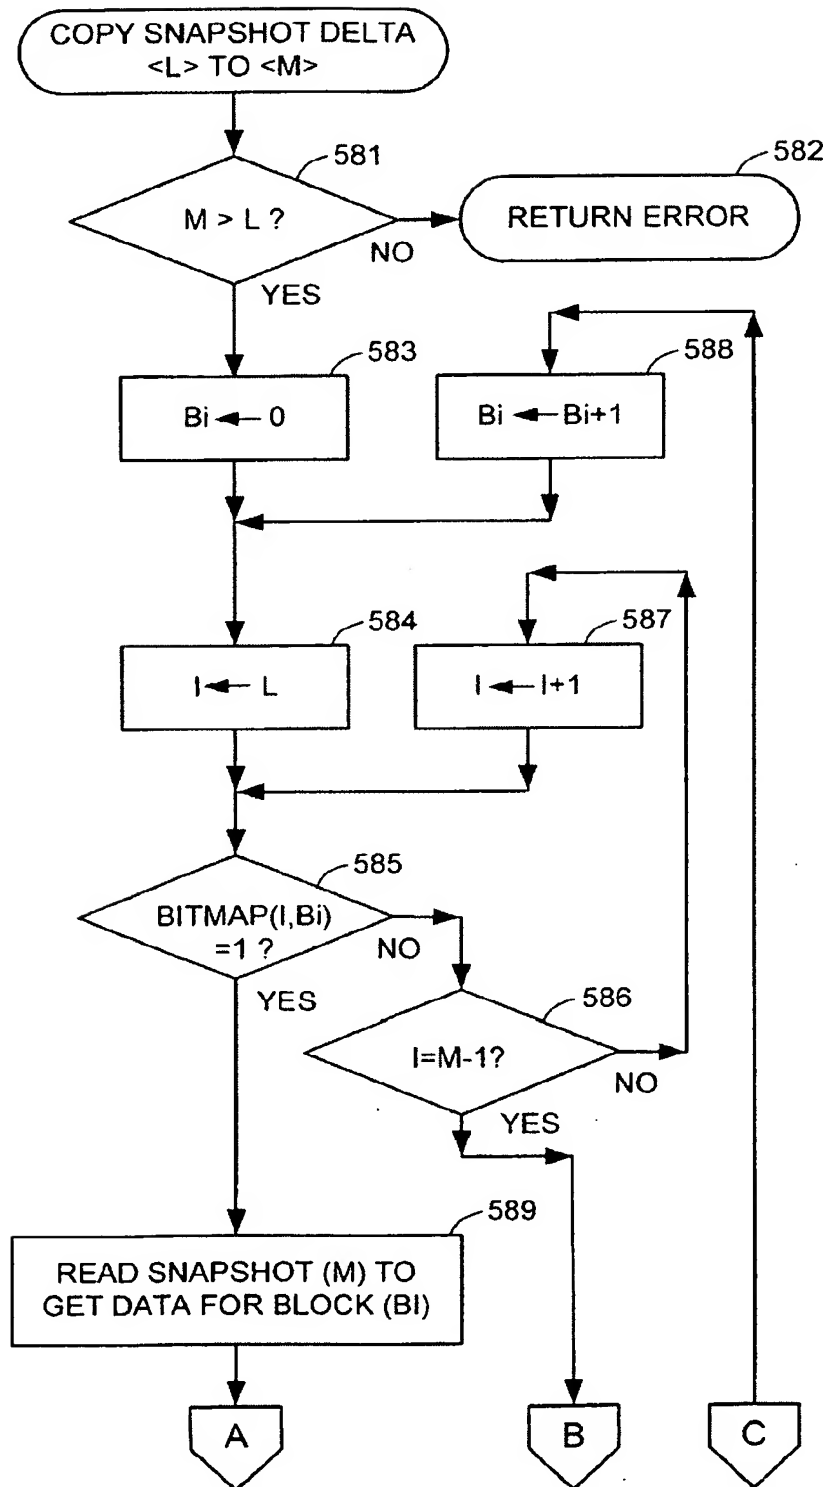 COPY SNAPSHOT DELTA
<L> TO <M>
581
M > L ?
NO
YES
582
RETURN ERROR
583
Bi ← 0
588
Bi ← Bi+1
584
I ← L
587
I ← I+1
585
BITMAP(I,Bi)
=1 ?
NO
YES
586
I=M-1?
NO
YES
589
READ SNAPSHOT (M) TO
GET DATA FOR BLOCK (BI)
A
B
C